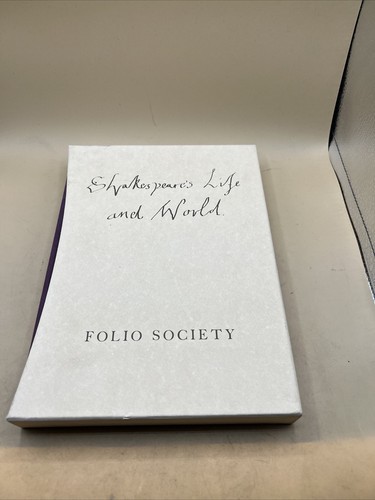 Shakespeare's Life
and World
FOLIO SOCIETY